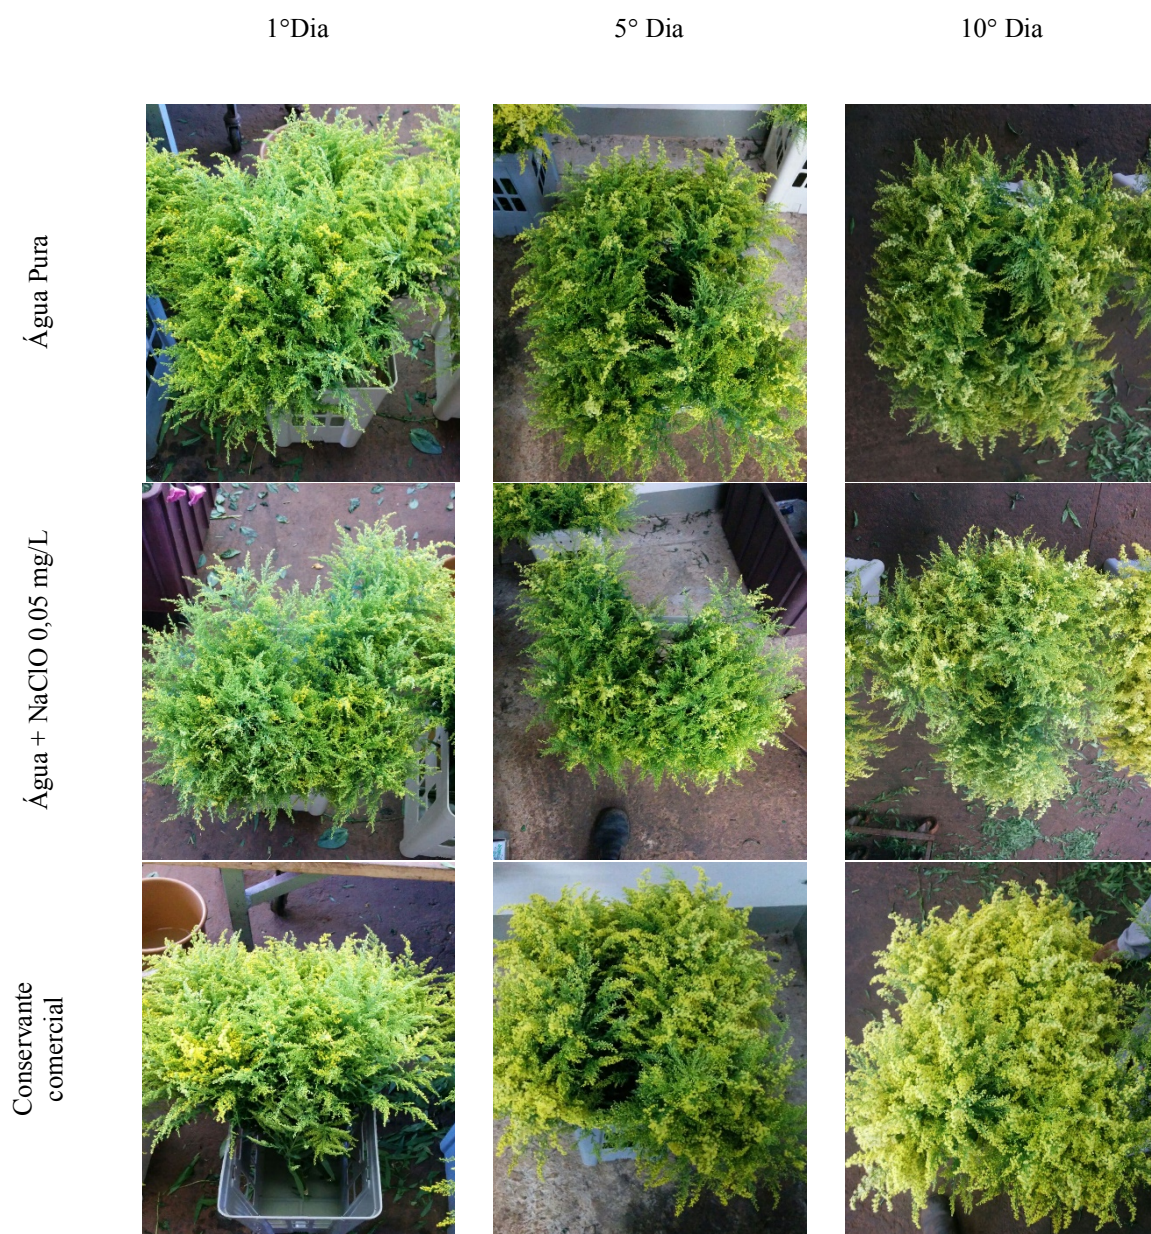 1°Dia
5° Dia
10° Dia
Água Pura
Água + NaClO 0,05 mg/L
Conservante
comercial